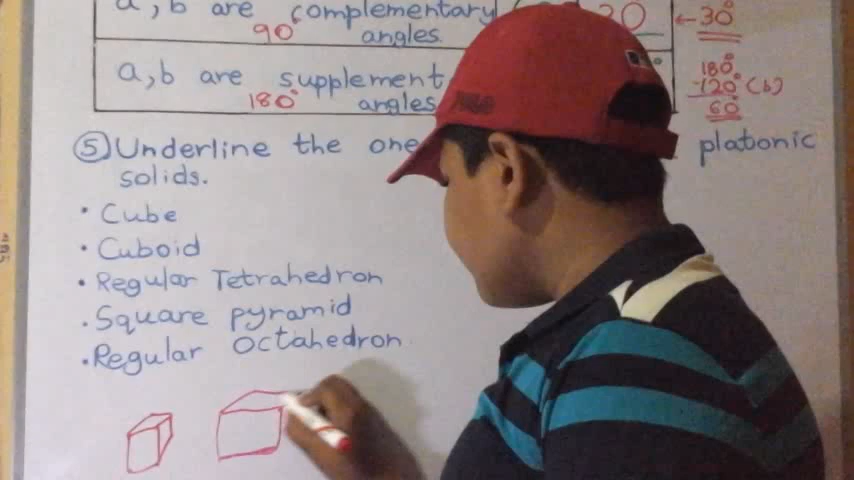 a, b are complementary 20 ←30°
90° angles.
a, b are supplement 180°
180° angles -120° (b)
60°
⑤ Underline the one platonic
solids.
• Cube
• Cuboid
• Regular Tetrahedron
• Square pyramid
• Regular Octahedron